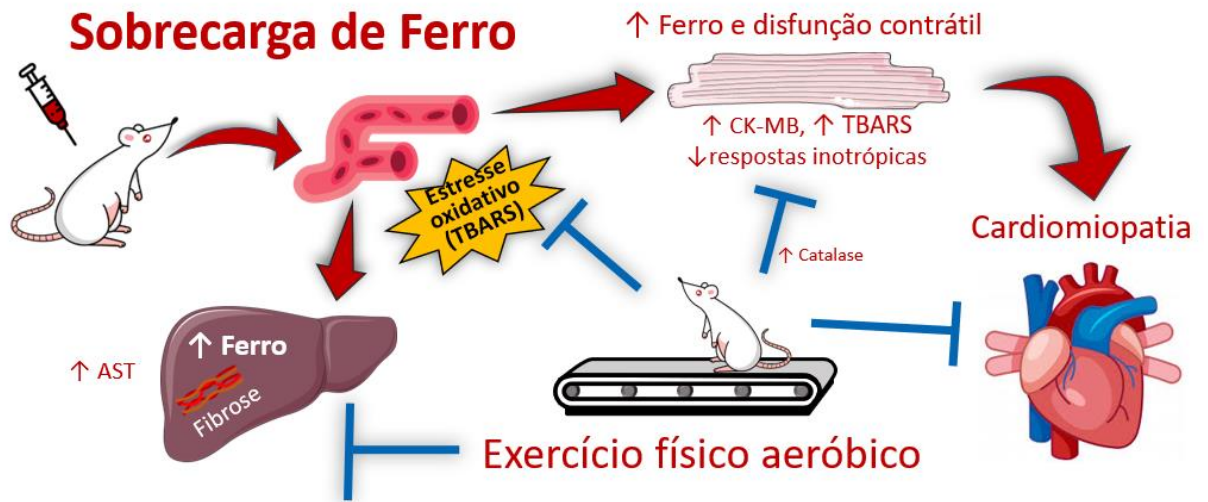 Sobrecarga de Ferro
↑ Ferro e disfunção contrátil
↑ CK-MB, ↑ TBARS
↓respostas inotrópicas
Estresse
oxidativo
(TBARS)
Cardiomiopatia
↑ Catalase
↑ AST
↑ Ferro
Fibrose
Exercício físico aeróbico